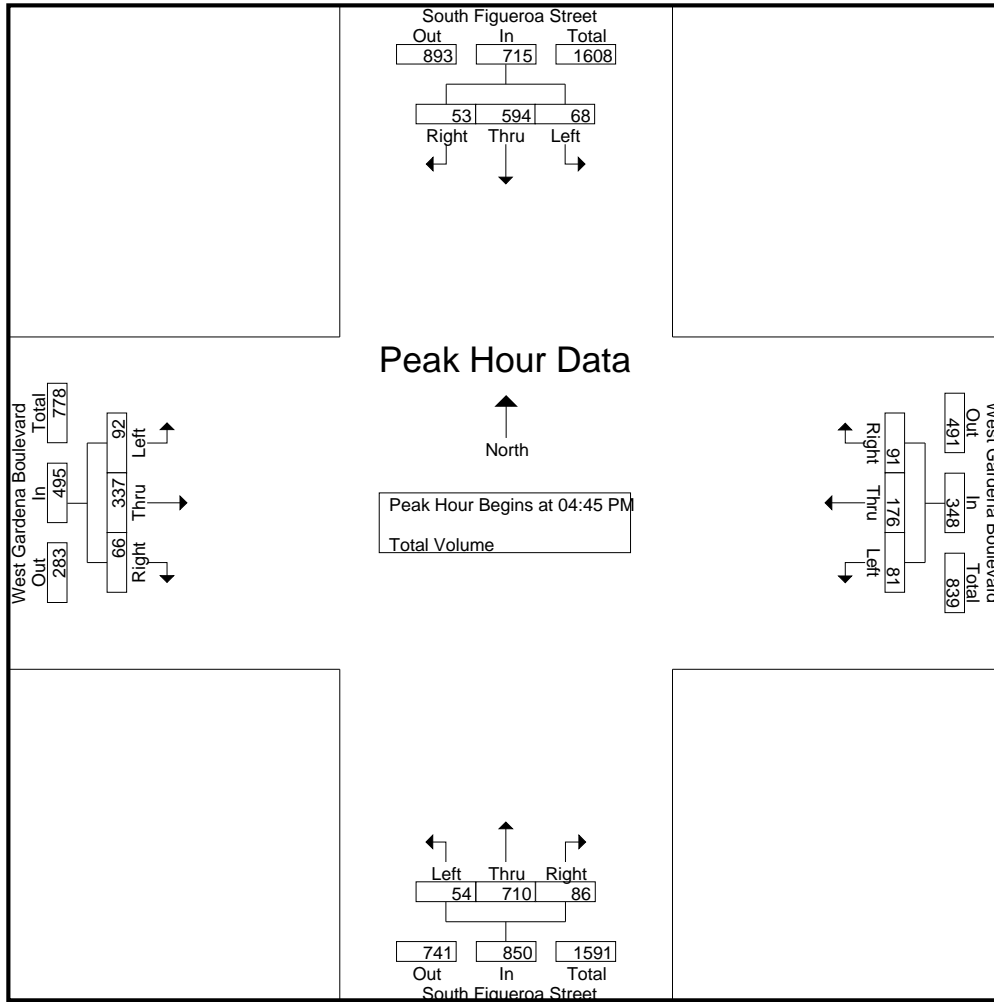 South Figueroa Street
Out In Total
893 715 1608
53 594 68
Right Thru Left
Peak Hour Data
North
Peak Hour Begins at 04:45 PM
Total Volume
West Gardena Boulevard
Total In Out
778 495 283
92 337 66
Left Thru Right
West Gardena Boulevard
Out In Total
491 348 839
91 176 81
Right Thru Left
Left Thru Right
54 710 86
741 850 1591
Out In Total
South Figueroa Street